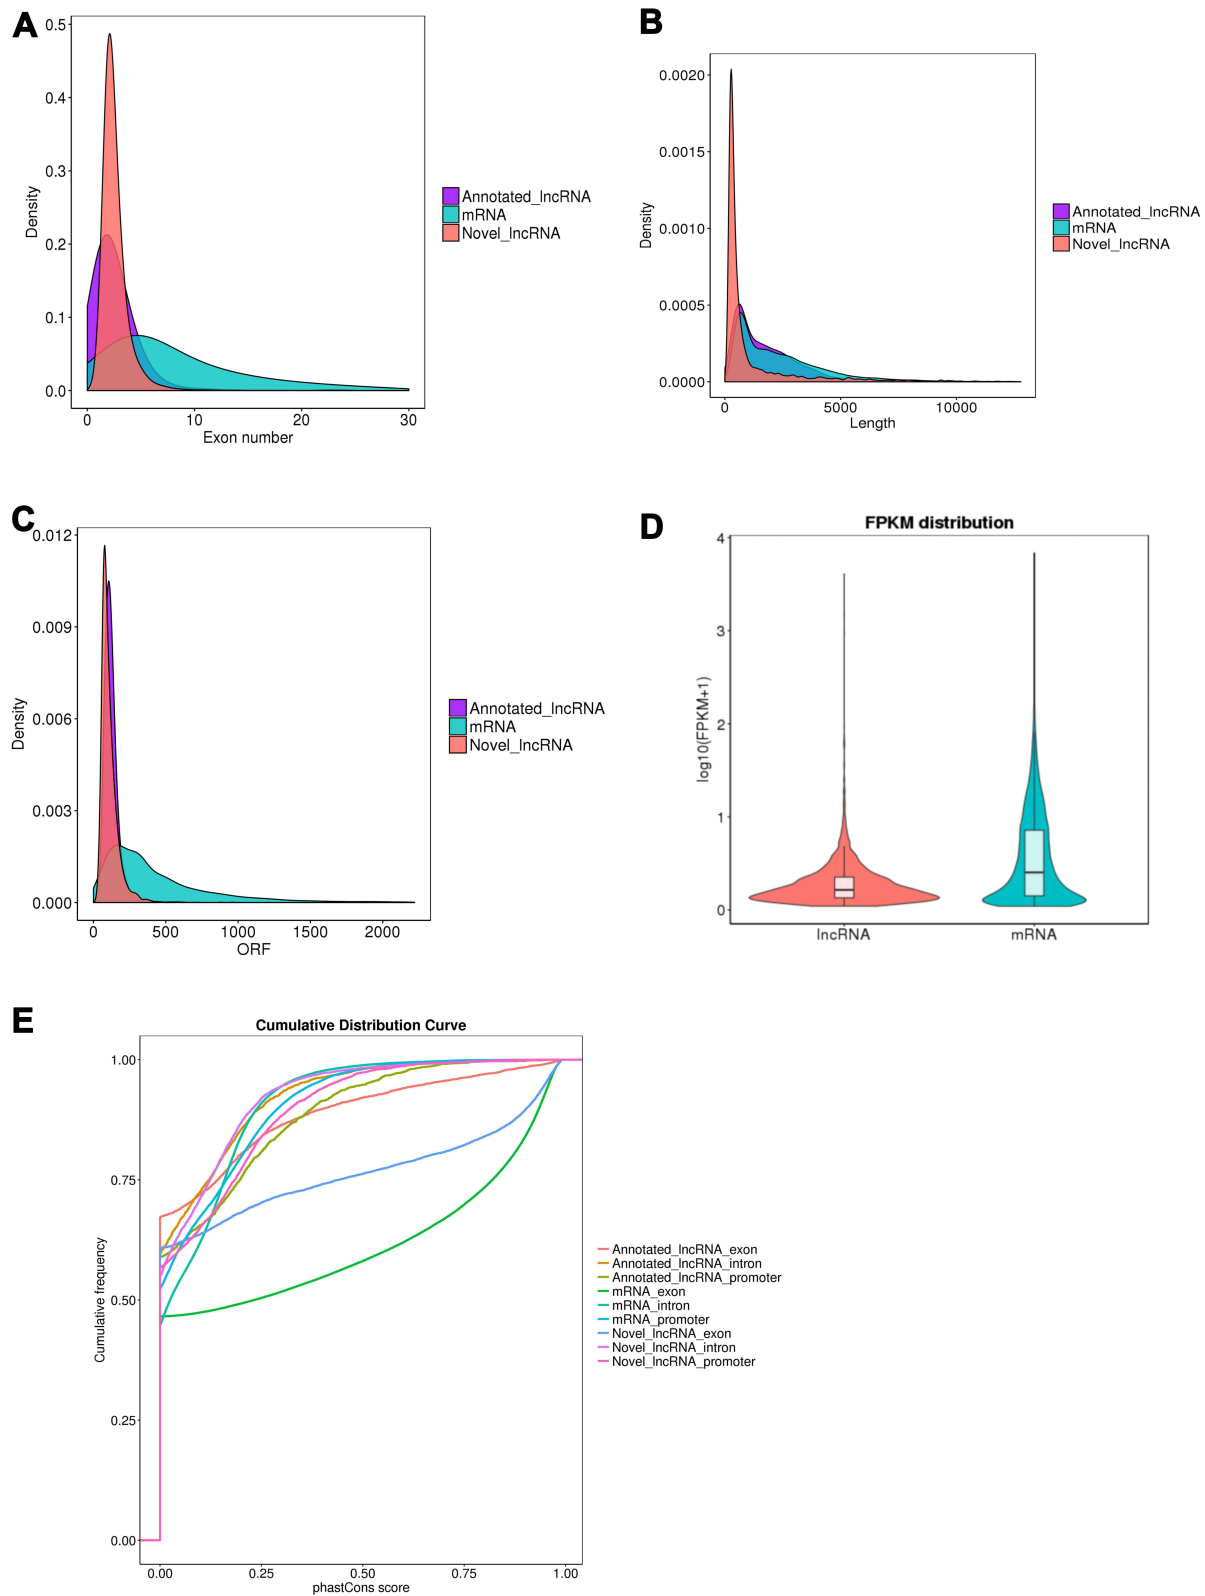 A
0.5
0.4
0.3
0.2
0.1
0.0
Density
0 10 20 30
Exon number
Annotated_lncRNA
mRNA
Novel_lncRNA
B
0.0020
0.0015
0.0010
0.0005
0.0000
Density
0 5000 10000
Length
Annotated_lncRNA
mRNA
Novel_lncRNA
C
0.012
0.009
0.006
0.003
0.000
Density
0 500 1000 1500 2000
ORF
Annotated_lncRNA
mRNA
Novel_lncRNA
D
FPKM distribution
4
3
2
1
0
log10(FPKM+1)
lncRNA mRNA
E
Cumulative Distribution Curve
1.00
0.75
0.50
0.25
0.00
Cumulative frequency
0.00 0.25 0.50 0.75 1.00
phastCons score
Annotated_lncRNA_exon
Annotated_lncRNA_intron
Annotated_lncRNA_promoter
mRNA_exon
mRNA_intron
mRNA_promoter
Novel_lncRNA_exon
Novel_lncRNA_intron
Novel_lncRNA_promoter